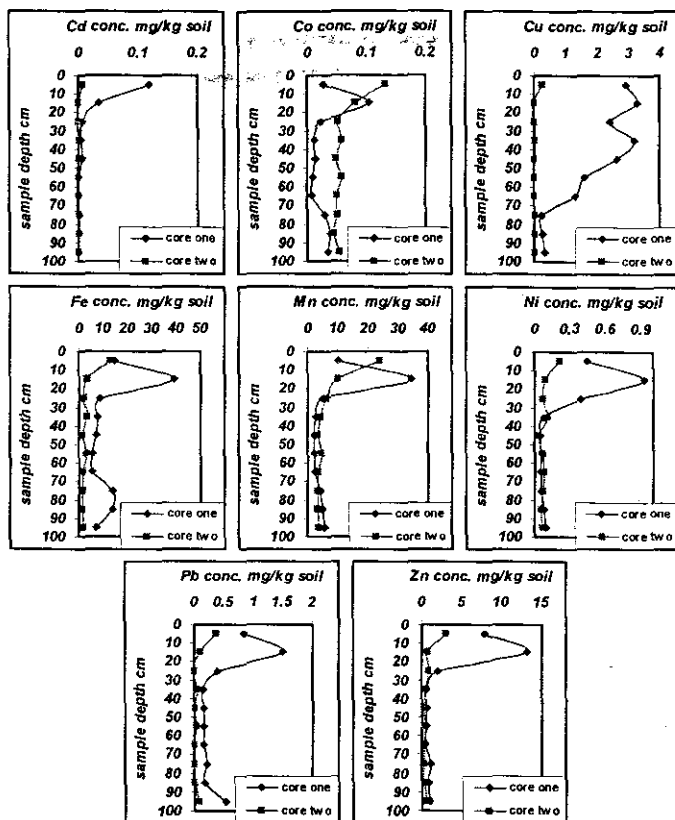 Cd conc. mg/kg soil
0 0.1 0.2
0
10
20
30
40
50
60
70
80
90
100
sample depth cm
core one
core two
Co conc. mg/kg soil
0 0.1 0.2
0
10
20
30
40
50
60
70
80
90
100
sample depth cm
core one
core two
Cu conc. mg/kg soil
0 1 2 3 4
0
10
20
30
40
50
60
70
80
90
100
sample depth cm
core one
core two
Fe conc. mg/kg soil
0 10 20 30 40 50
0
10
20
30
40
50
60
70
80
90
100
sample depth cm
core one
core two
Mn conc. mg/kg soil
0 10 20 30 40
0
10
20
30
40
50
60
70
80
90
100
sample depth cm
core one
core two
Ni conc. mg/kg soil
0 0.3 0.6 0.9
0
10
20
30
40
50
60
70
80
90
100
sample depth cm
core one
core two
Pb conc. mg/kg soil
0 0.5 1 1.5 2
0
10
20
30
40
50
60
70
80
90
100
sample depth cm
core one
core two
Zn conc. mg/kg soil
0 5 10 15
0
10
20
30
40
50
60
70
80
90
100
sample depth cm
core one
core two